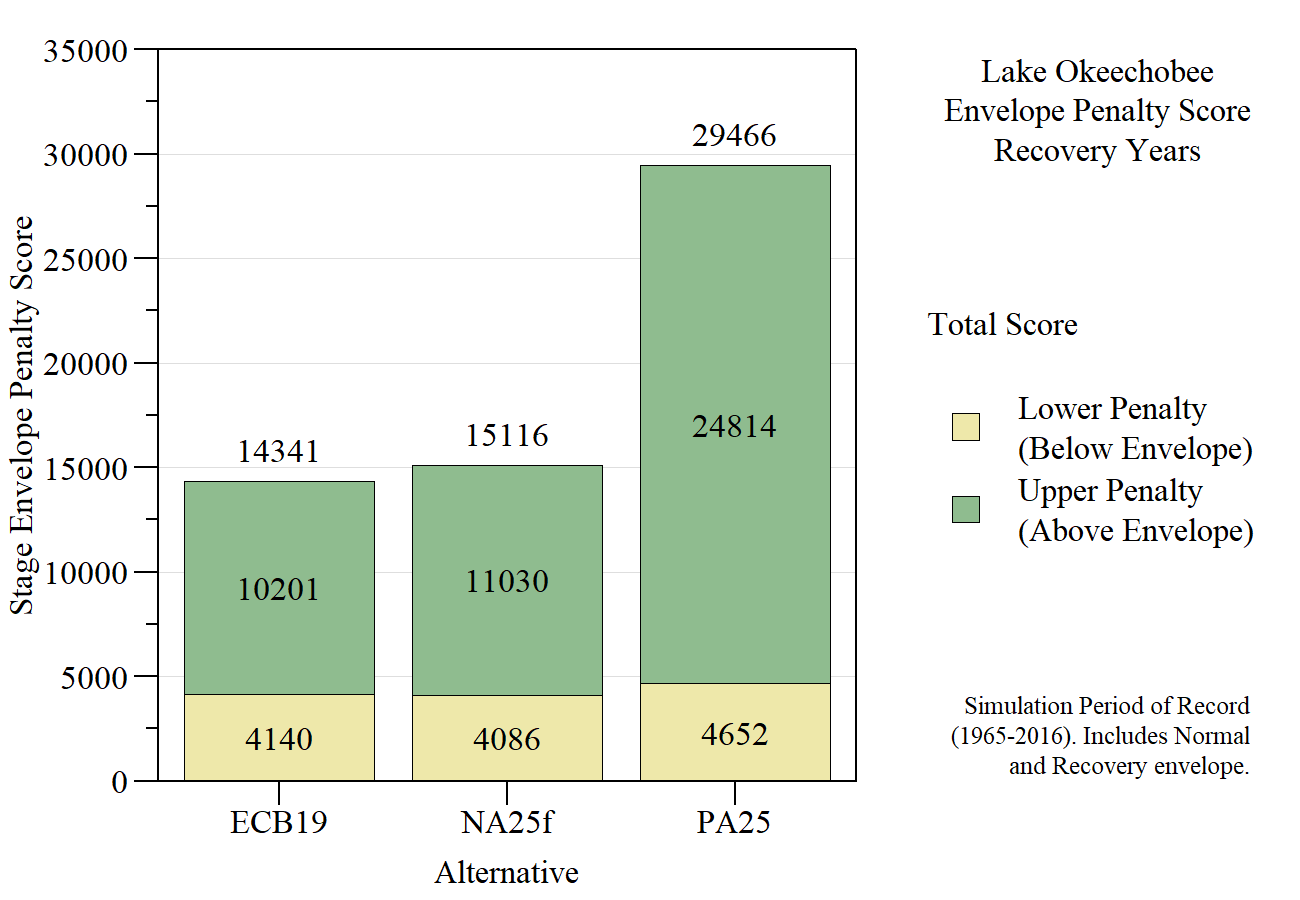 Lake Okeechobee
Envelope Penalty Score
Recovery Years
Stage Envelope Penalty Score
35000
30000
25000
20000
15000
10000
5000
0
14341
10201
4140
15116
11030
4086
29466
24814
4652
ECB19
NA25f
PA25
Alternative
Total Score
Lower Penalty
(Below Envelope)
Upper Penalty
(Above Envelope)
Simulation Period of Record
(1965-2016). Includes Normal
and Recovery envelope.